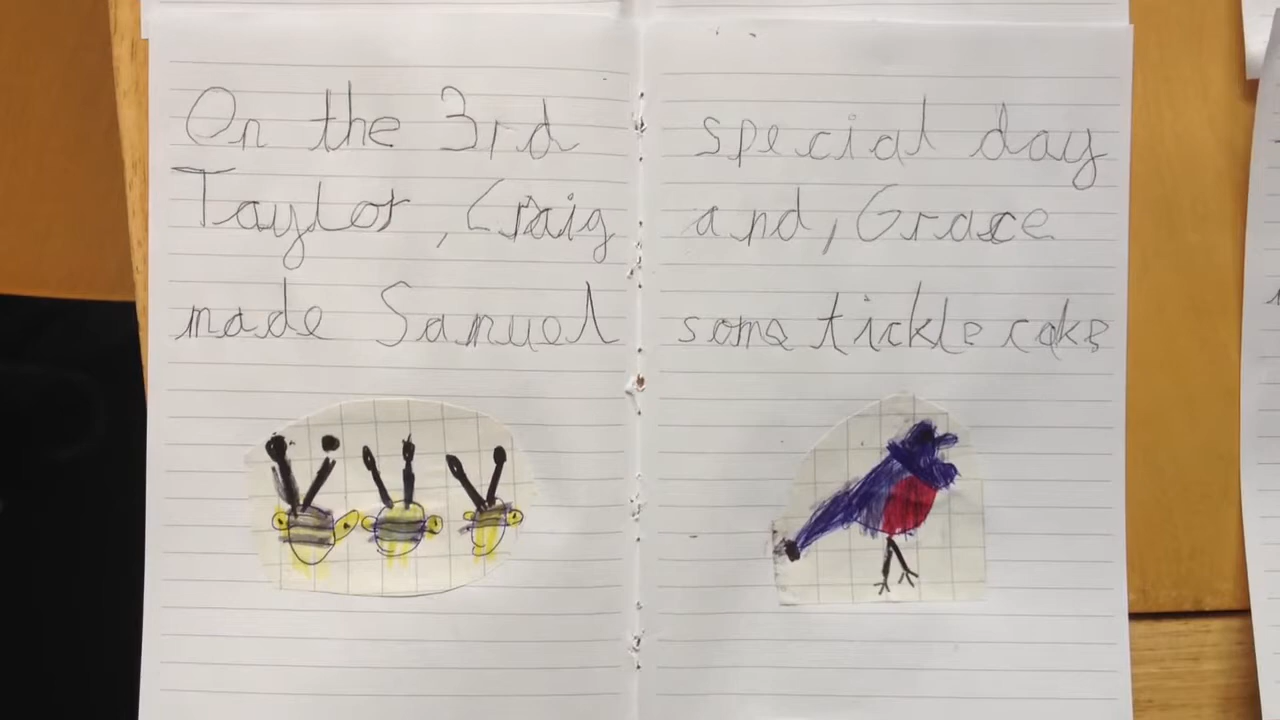 On the 3rd special day
Taylor, Craig and, Grace
made Samuel some tickle cake